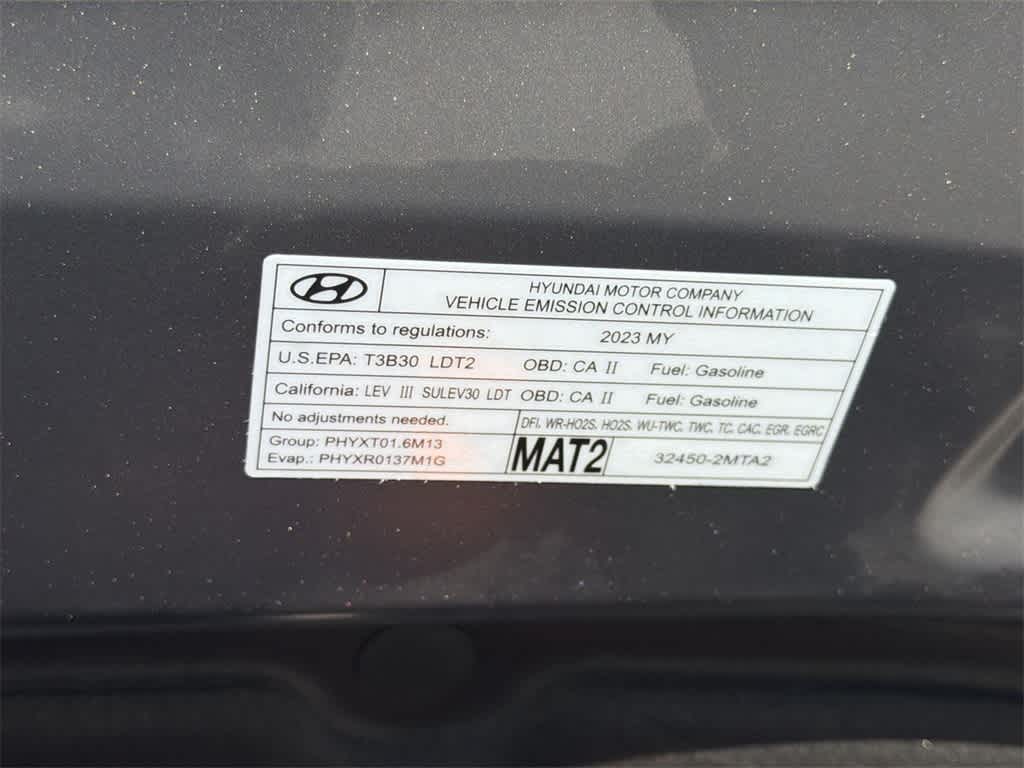 HYUNDAI MOTOR COMPANY
VEHICLE EMISSION CONTROL INFORMATION
Conforms to regulations: 2023 MY
U.S.EPA: T3B30 LDT2 OBD: CA II Fuel: Gasoline
California: LEV III SULEV30 LDT OBD: CA II Fuel: Gasoline
No adjustments needed. DFI, WR-HO2S, HO2S, WU-TWC, TWC, TC, CAC, EGR, EGRC
Group: PHYXT01.6M13
Evap.: PHYXR0137M1G
MAT2 32450-2MTA2